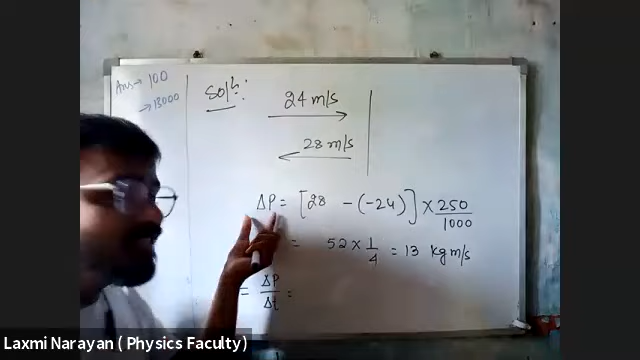 Ans → 100
→ 13000
Solⁿ:
24 m/s
28 m/s
ΔP = [28 - (-24)] × 250/1000
= 52 × 1/4 = 13 kg m/s
= ΔP/Δt =
Laxmi Narayan ( Physics Faculty)